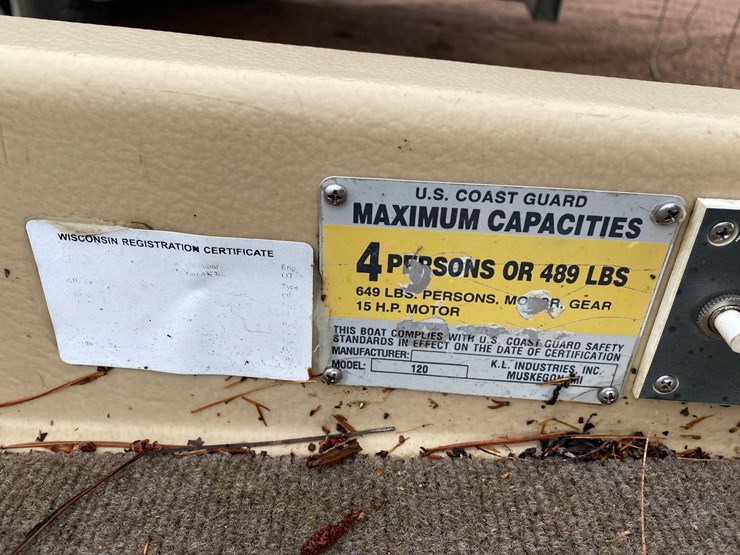 WISCONSIN REGISTRATION CERTIFICATE
Eng.
Type
U.S. COAST GUARD
MAXIMUM CAPACITIES
4 PERSONS OR 489 LBS
649 LBS. PERSONS. MOTOR, GEAR
15 H.P. MOTOR
THIS BOAT COMPLIES WITH U.S. COAST GUARD SAFETY
STANDARDS IN EFFECT ON THE DATE OF CERTIFICATION
MANUFACTURER: K.L. INDUSTRIES, INC.
MODEL: 120 MUSKEGON MI